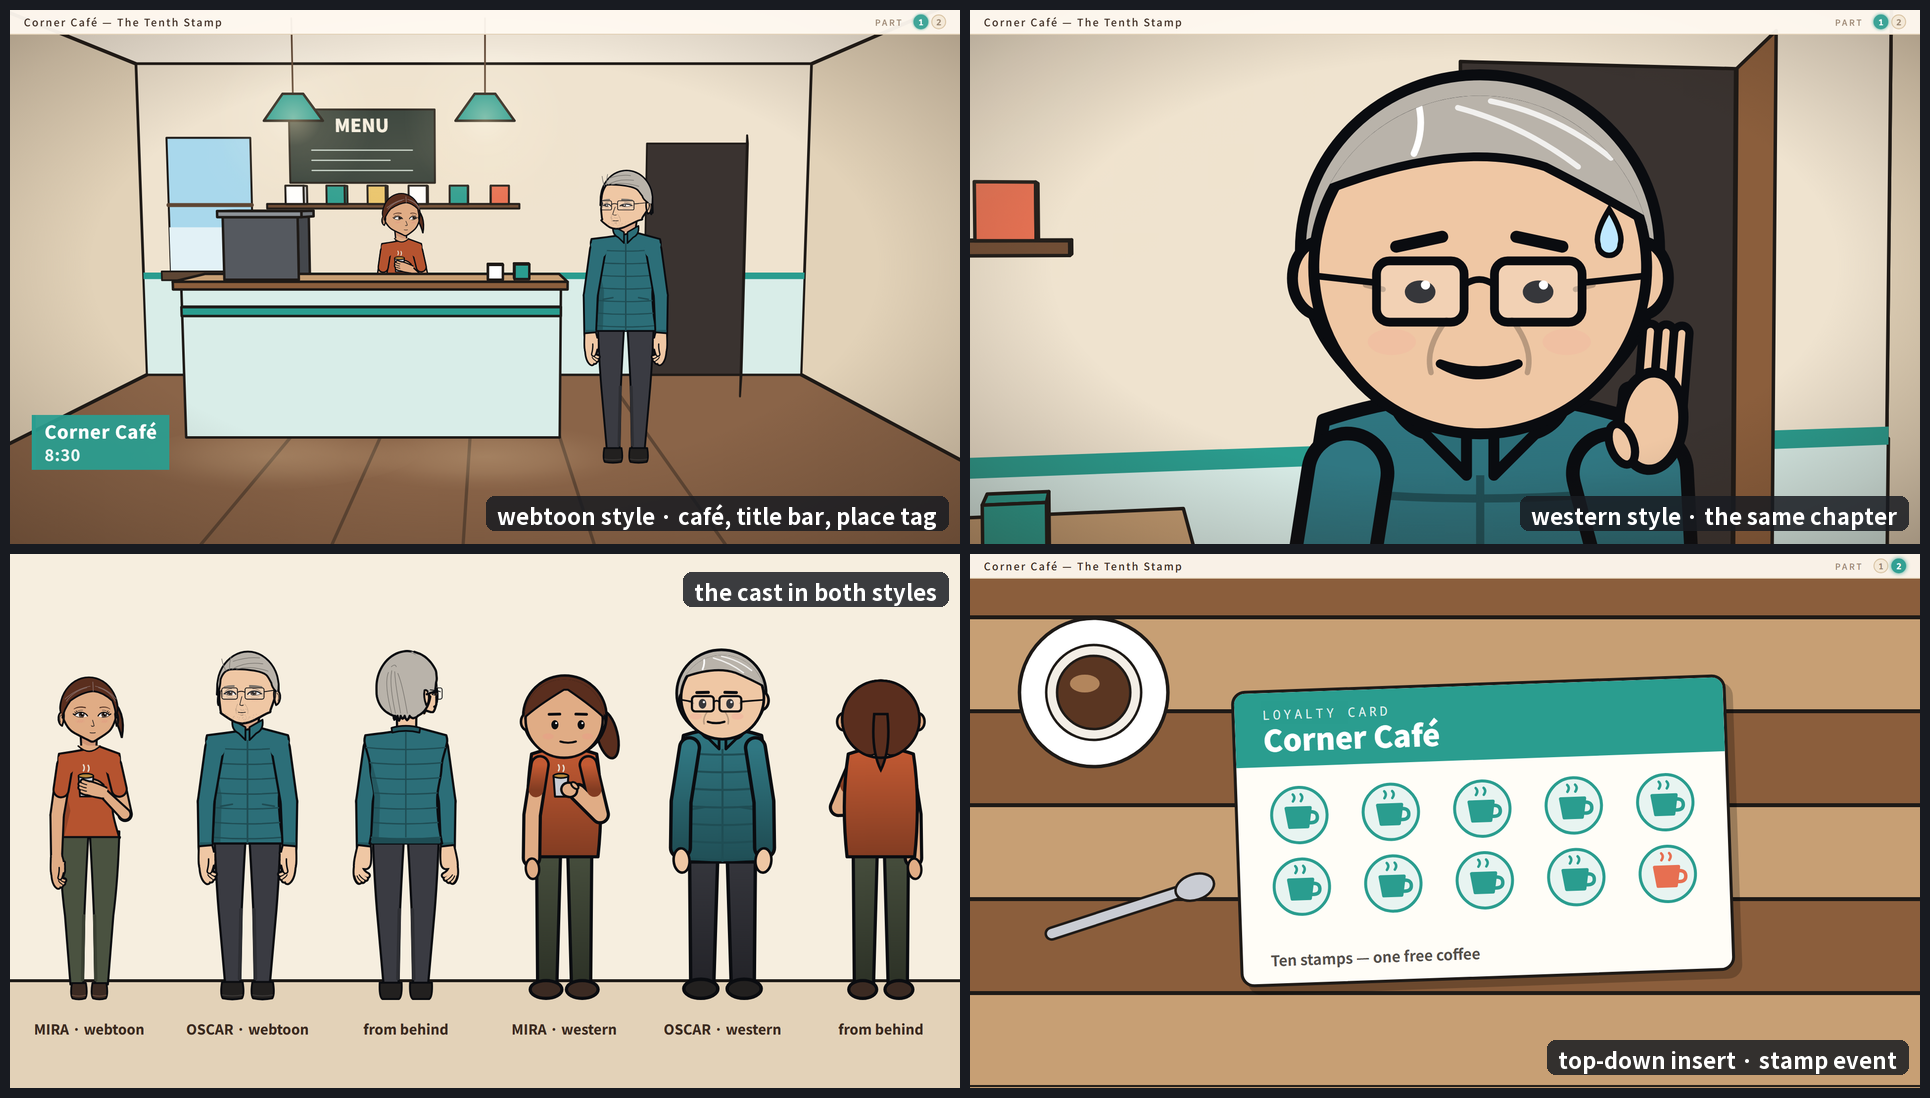 Corner Café — The Tenth Stamp
PART 1 2
MENU
Corner Café
8:30
webtoon style · café, title bar, place tag
Corner Café — The Tenth Stamp
PART 1 2
western style · the same chapter
the cast in both styles
MIRA · webtoon
OSCAR · webtoon
from behind
MIRA · western
OSCAR · western
from behind
Corner Café — The Tenth Stamp
PART 1 2
LOYALTY CARD
Corner Café
Ten stamps — one free coffee
top-down insert · stamp event